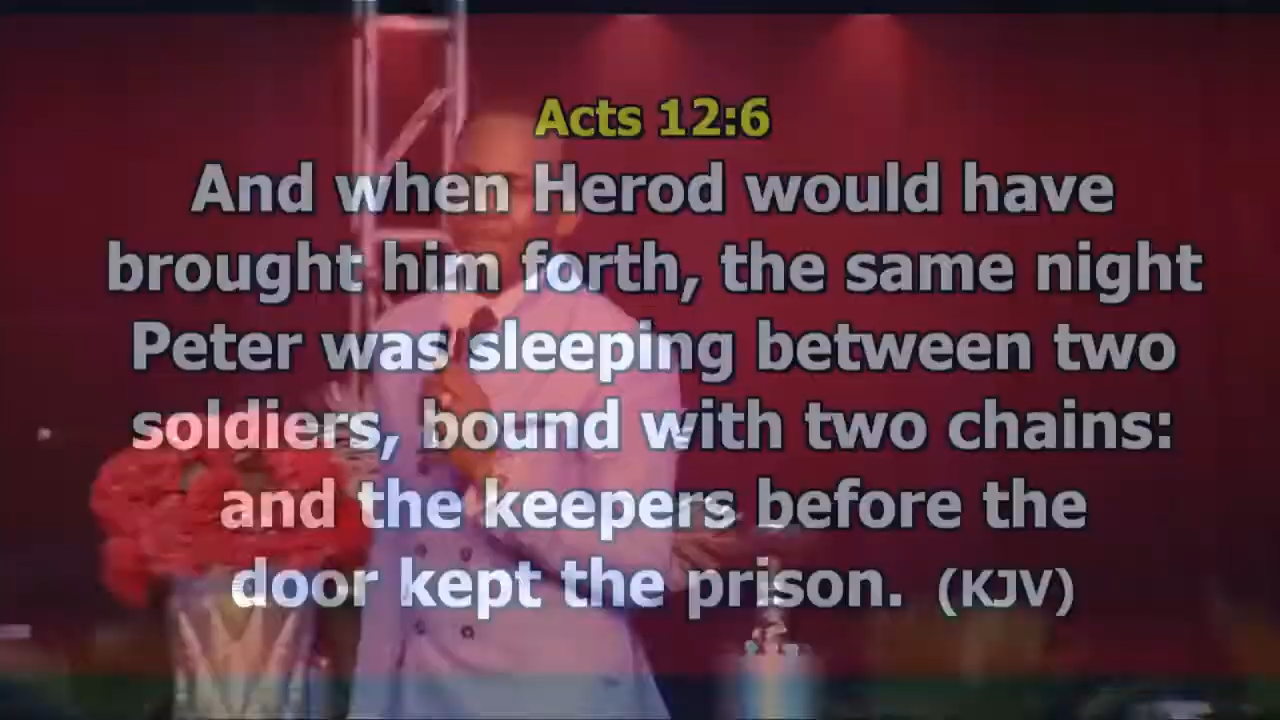 Acts 12:6
And when Herod would have
brought him forth, the same night
Peter was sleeping between two
soldiers, bound with two chains:
and the keepers before the
door kept the prison. (KJV)